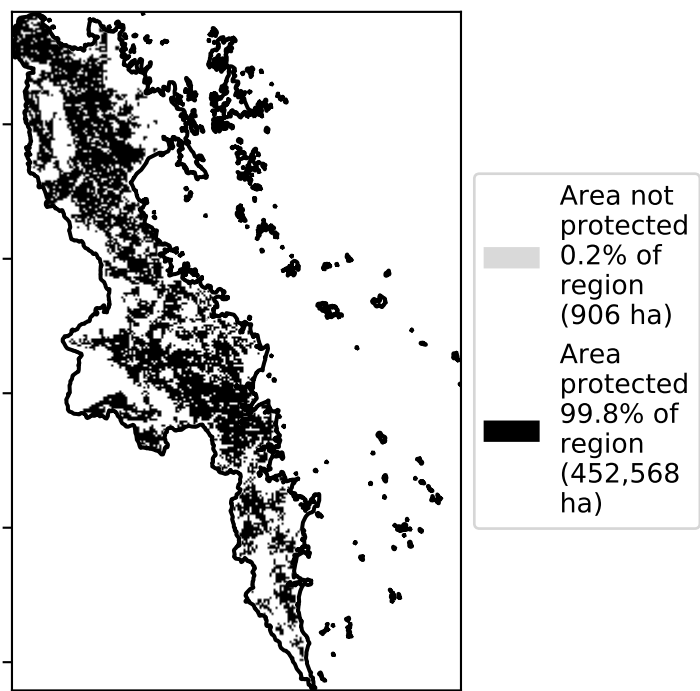 Area not
protected
0.2% of
region
(906 ha)
Area
protected
99.8% of
region
(452,568
ha)